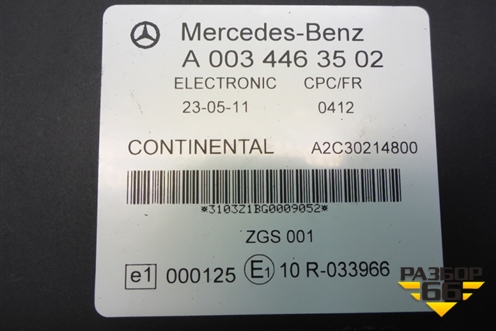 Mercedes-Benz
A 003 446 35 02
ELECTRONIC CPC/FR
23-05-11 0412
CONTINENTAL A2C30214800
*3103Z1BG0009052*
ZGS 001
e1 000125 E1 10 R-033966
РАЗБОР
66